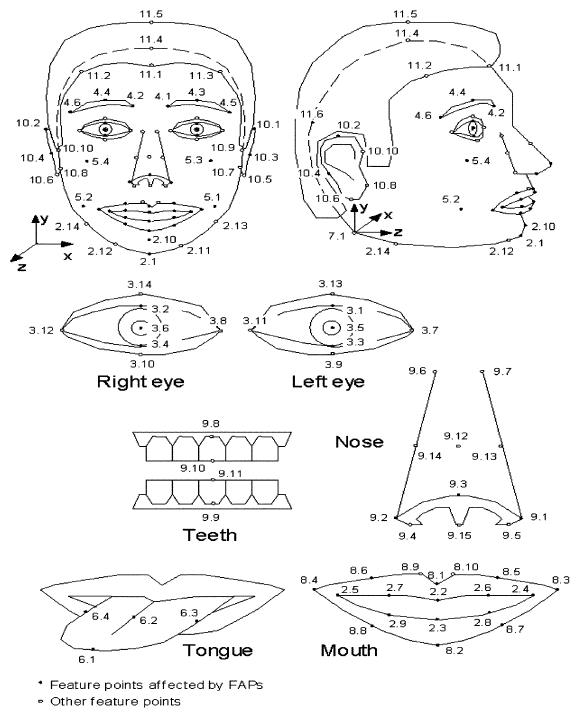 11.5
11.5
11.4
11.4
11.2 11.1 11.3
11.2 11.1
4.4 4.2 4.1 4.3
4.6 4.5
4.4
4.6 4.2
11.6
10.2 10.1
10.2
10.10 10.9
10.10
10.4 5.4 5.3 10.3
5.4
10.6 10.8 10.7 10.5
10.4
10.8
10.6
5.2 5.1
5.2
2.14 2.13
2.10
2.10
2.12 2.11
2.1
y
x
z
y
x
z
7.1
2.14 2.12 2.1
3.14
3.2
3.12 3.6 3.8
3.4
3.10
Right eye
3.13
3.1
3.11 3.5 3.7
3.3
3.9
Left eye
9.8
9.10 9.11
9.9
Teeth
Nose
9.6 9.7
9.12
9.14 9.13
9.3
9.2 9.1
9.4 9.15 9.5
6.4 6.2 6.3
6.1
Tongue
8.6 8.9 8.1 8.10 8.5
8.4 8.3
2.5 2.7 2.2 2.6 2.4
2.9 2.3 2.8
8.8 8.7
8.2
Mouth
Feature points affected by FAPs
Other feature points